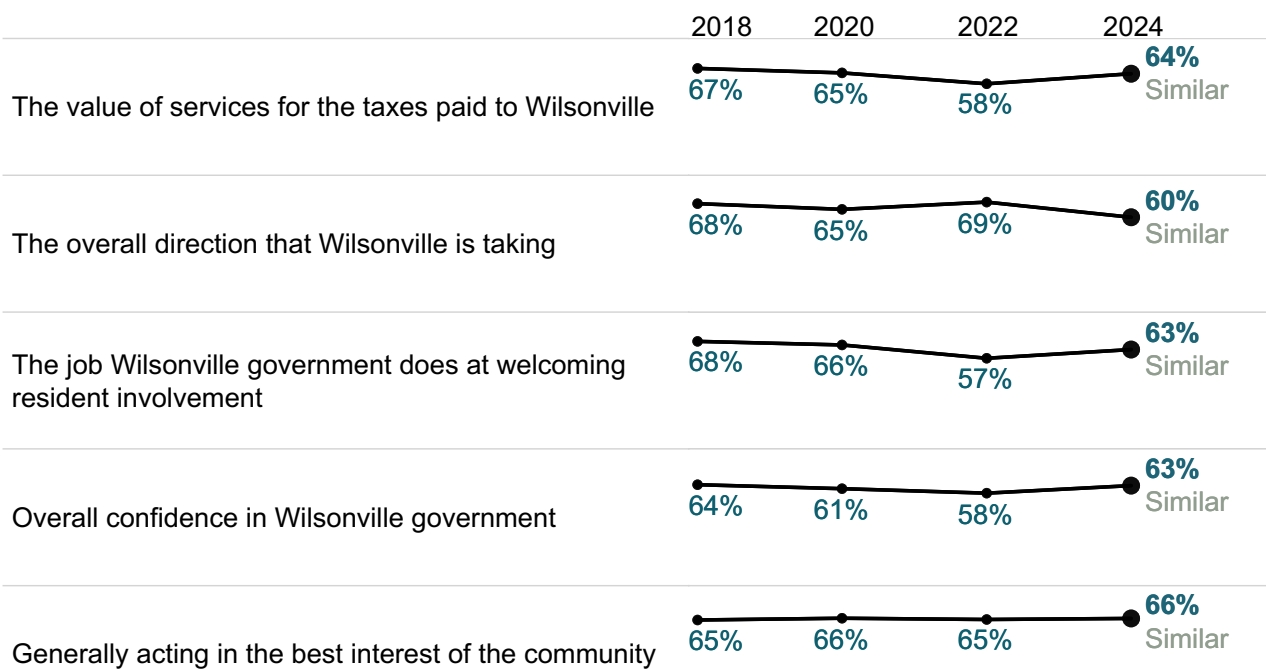 2018 2020 2022 2024
The value of services for the taxes paid to Wilsonville
67% 65% 58% 64%
Similar
The overall direction that Wilsonville is taking
68% 65% 69% 60%
Similar
The job Wilsonville government does at welcoming
resident involvement
68% 66% 57% 63%
Similar
Overall confidence in Wilsonville government
64% 61% 58% 63%
Similar
Generally acting in the best interest of the community
65% 66% 65% 66%
Similar